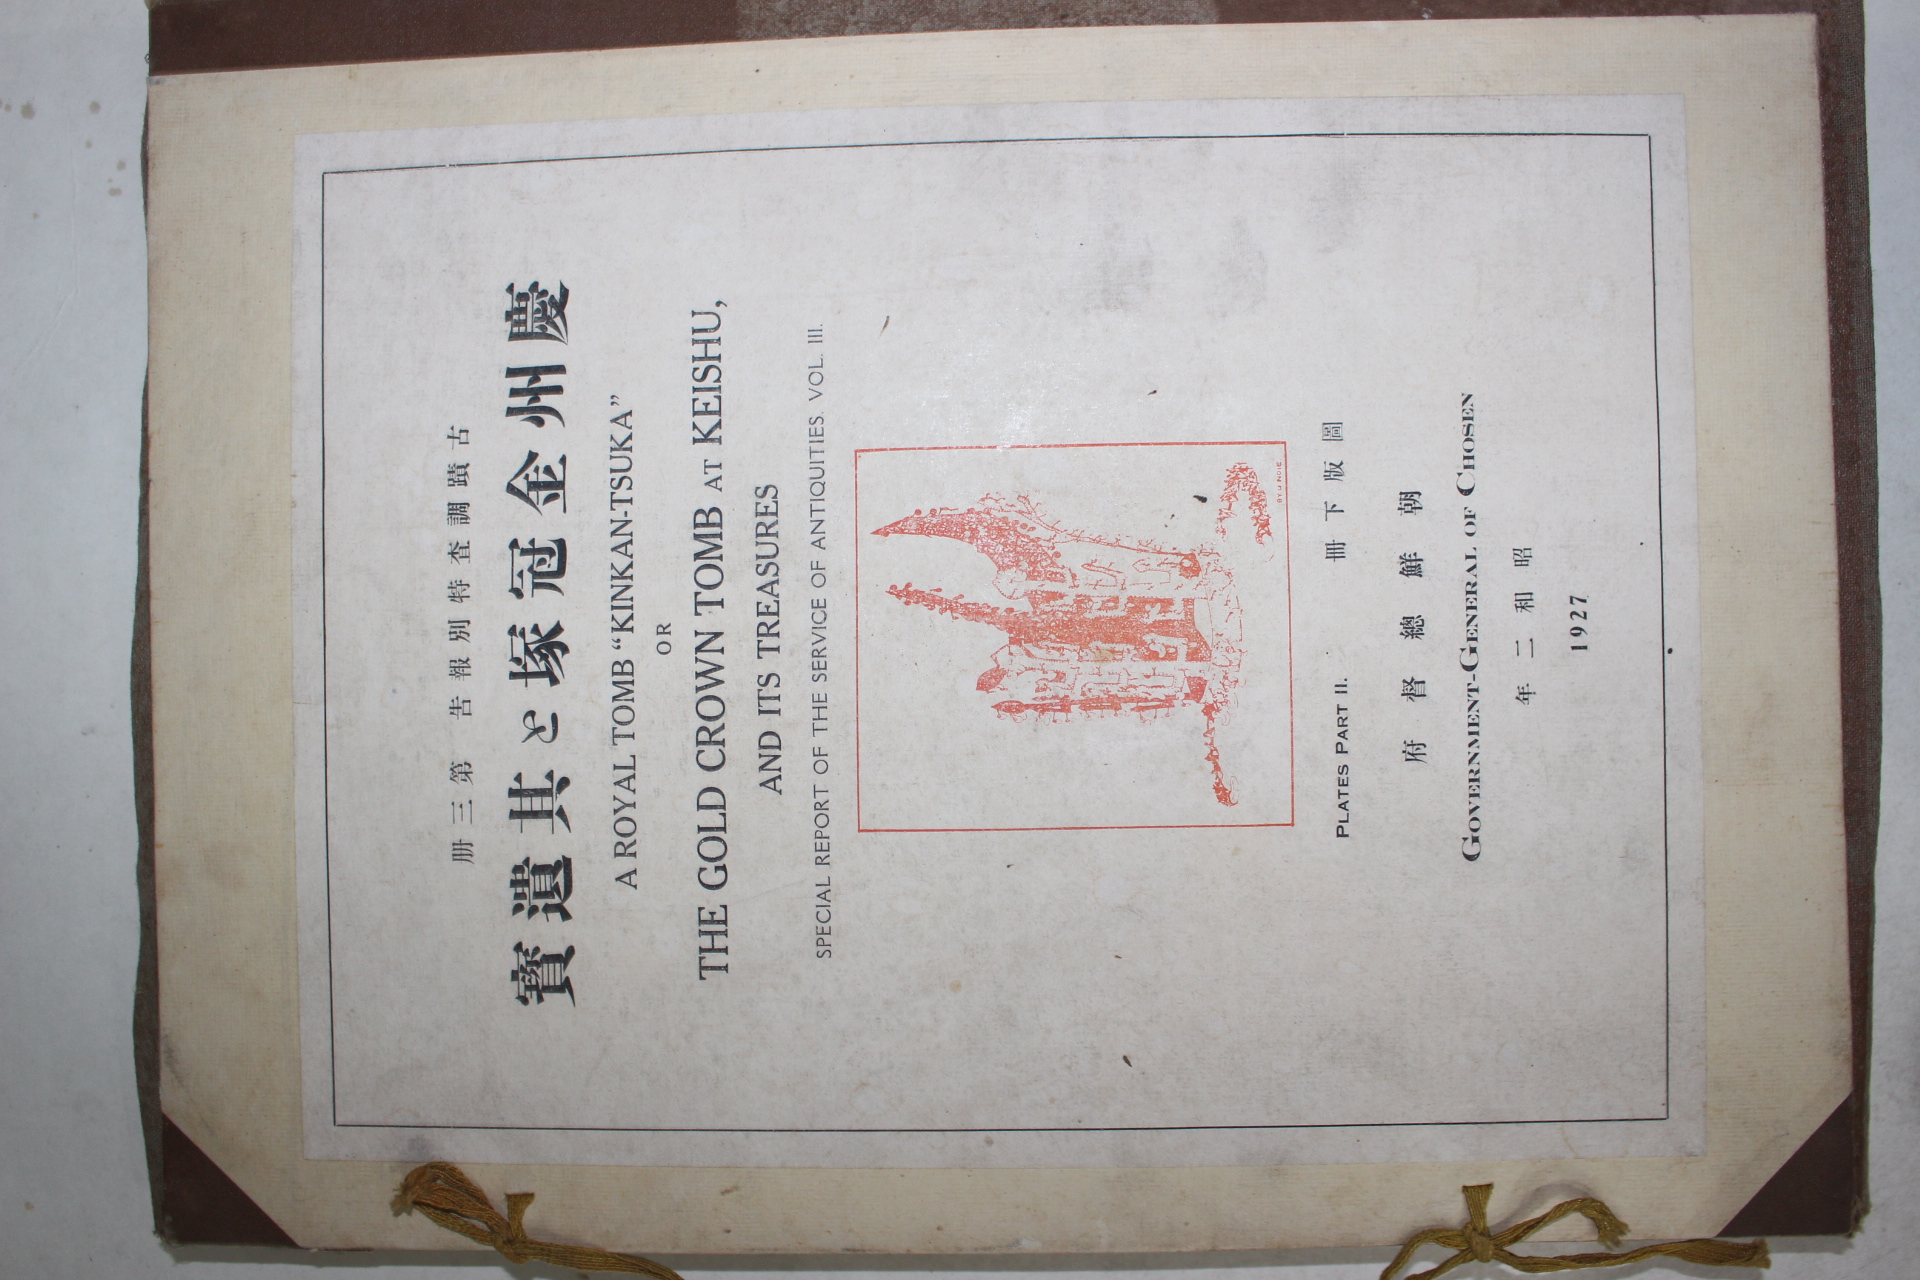 古蹟調査特別報告 第三冊
慶州金冠塚と其遺寳
A ROYAL TOMB “KINKAN-TSUKA”
OR
THE GOLD CROWN TOMB AT KEISHU,
AND ITS TREASURES
SPECIAL REPORT OF THE SERVICE OF ANTIQUITIES. VOL. III.
圖版下冊
PLATES PART II.
朝鮮總督府
GOVERNMENT-GENERAL OF CHOSEN
昭和二年
1927